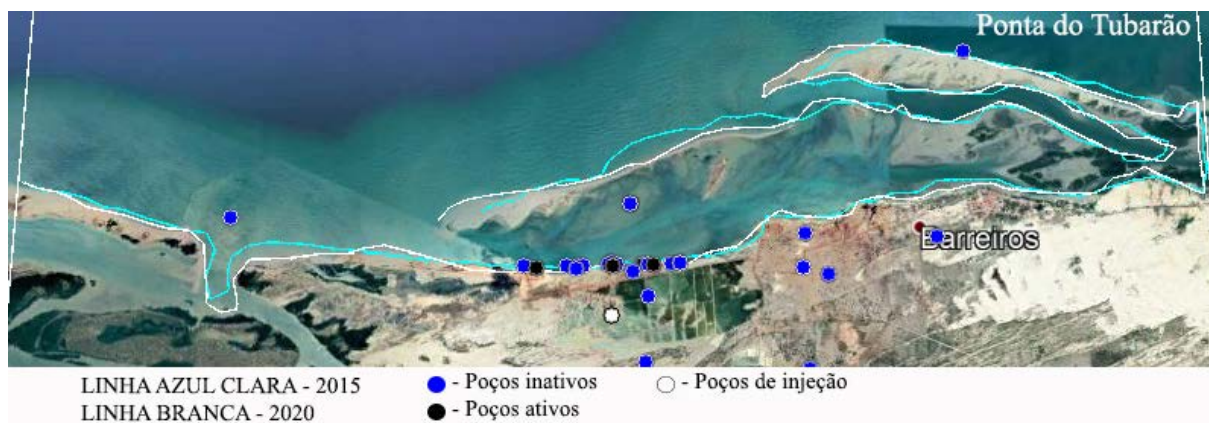 Ponta do Tubarão
Barreiros
LINHA AZUL CLARA - 2015
- Poços inativos
- Poços de injeção
LINHA BRANCA - 2020
- Poços ativos